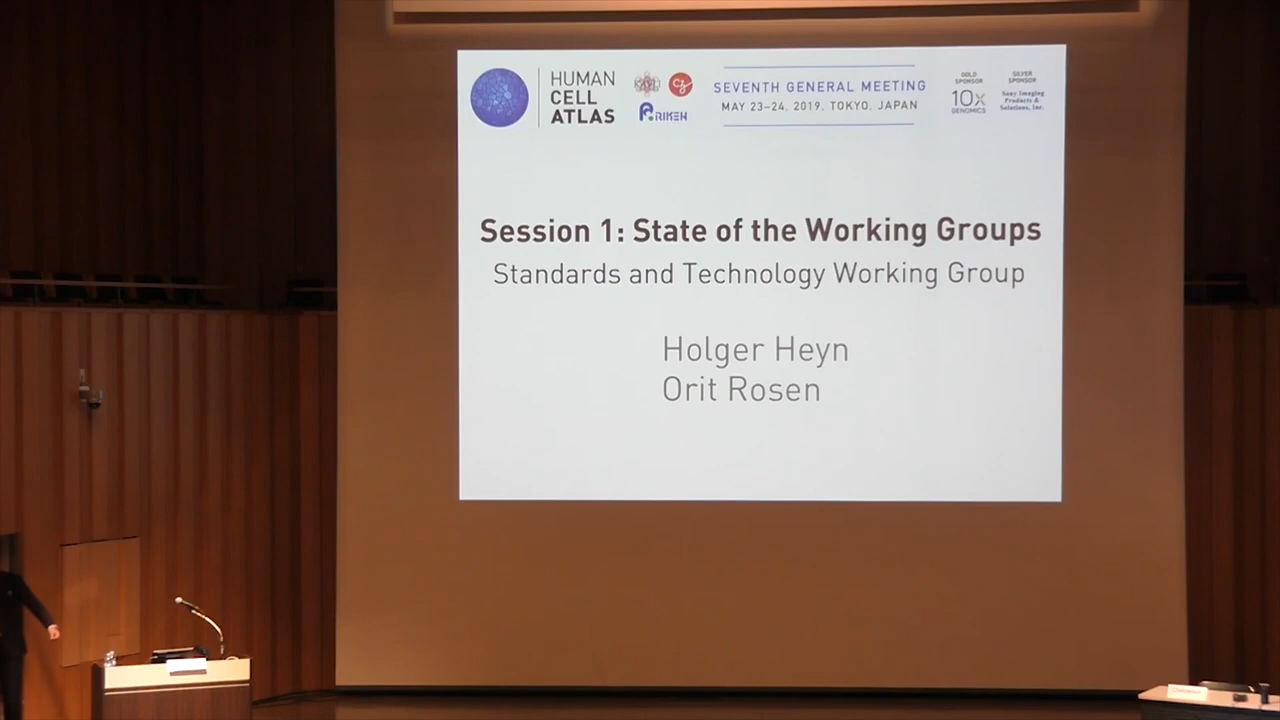 HUMAN
CELL
ATLAS
CZ
RIKEN
SEVENTH GENERAL MEETING
MAY 23–24, 2019, TOKYO, JAPAN
GOLD
SPONSOR
10x
GENOMICS
SILVER
SPONSOR
Sony Imaging
Products &
Solutions, Inc.
Session 1: State of the Working Groups
Standards and Technology Working Group
Holger Heyn
Orit Rosen